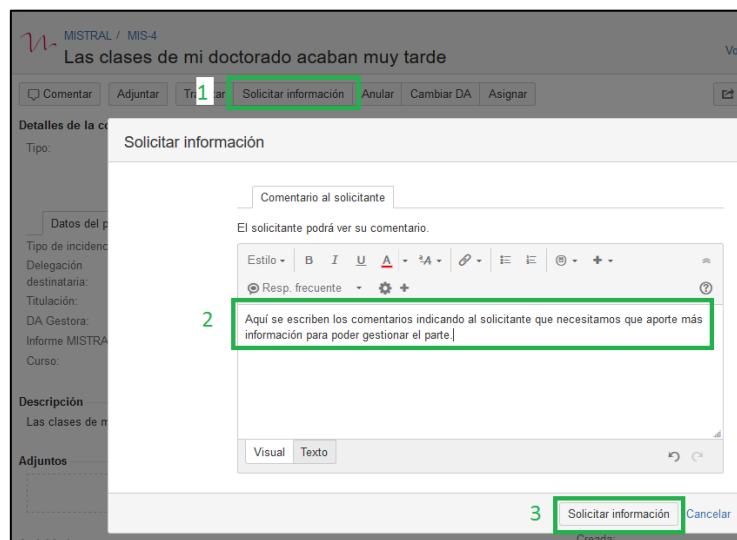 MISTRAL / MIS-4
Las clases de mi doctorado acaban muy tarde
Comentar Adjuntar 1 Solicitar información Anular Cambiar DA Asignar
Detalles de la
Tipo:
Solicitar información
Comentario al solicitante
El solicitante podrá ver su comentario.
Datos del
Tipo de
Delegación
destinataria:
Titulación:
DA Gestora:
Informe MISTRA
Curso:
Estilo B I U A
Resp. frecuente
2
Aquí se escriben los comentarios indicando al solicitante que necesitamos que aporte más
información para poder gestionar el parte.
Descripción
Las clases de
Visual Texto
Adjuntos
3 Solicitar información Cancelar
Creada: